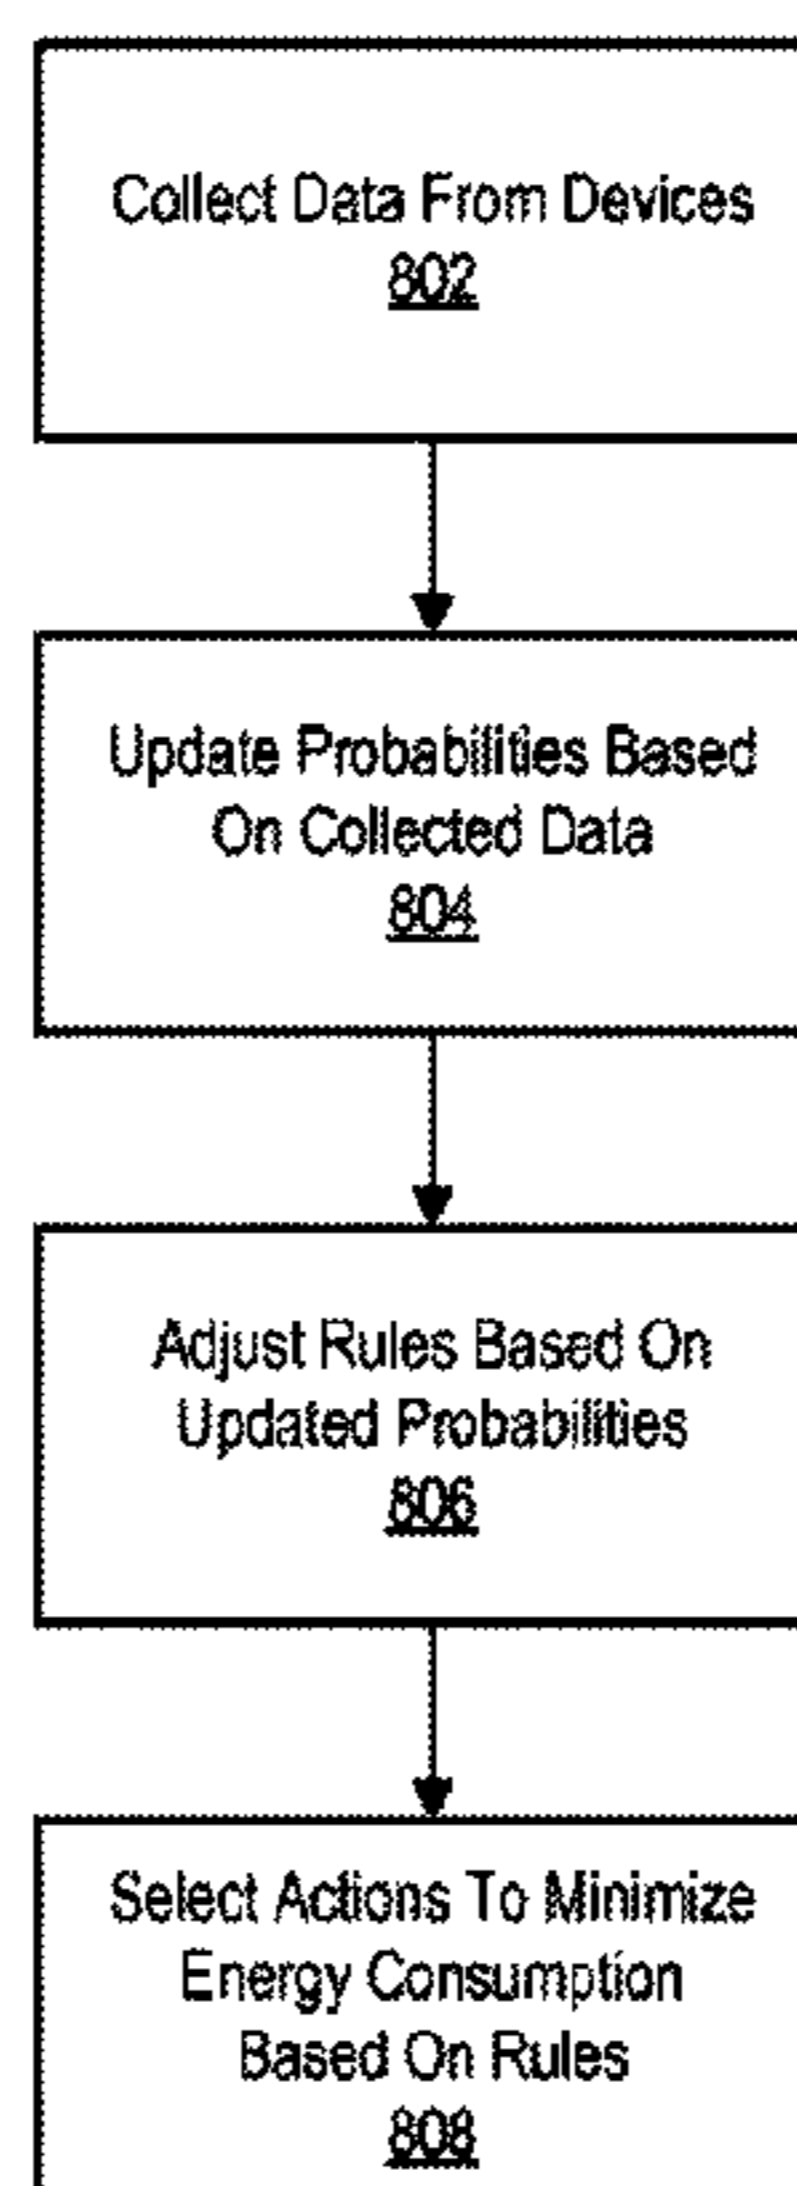 Collect Data From Devices
802
Update Probabilities Based
On Collected Data
804
Adjust Rules Based On
Updated Probabilities
806
Select Actions To Minimize
Energy Consumption
Based On Rules
808